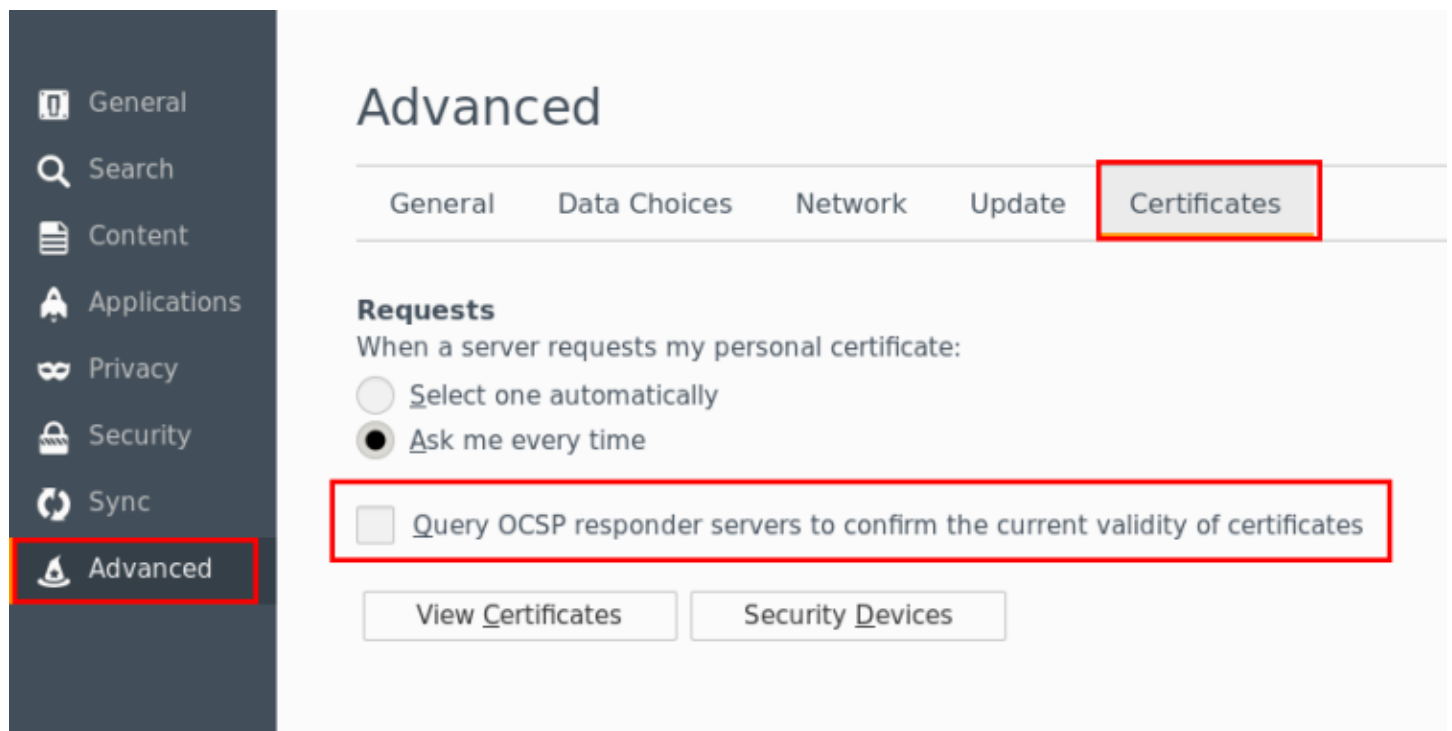 General
Search
Content
Applications
Privacy
Security
Sync
Advanced
Advanced
General Data Choices Network Update Certificates
Requests
When a server requests my personal certificate:
Select one automatically
Ask me every time
Query OCSP responder servers to confirm the current validity of certificates
View Certificates Security Devices